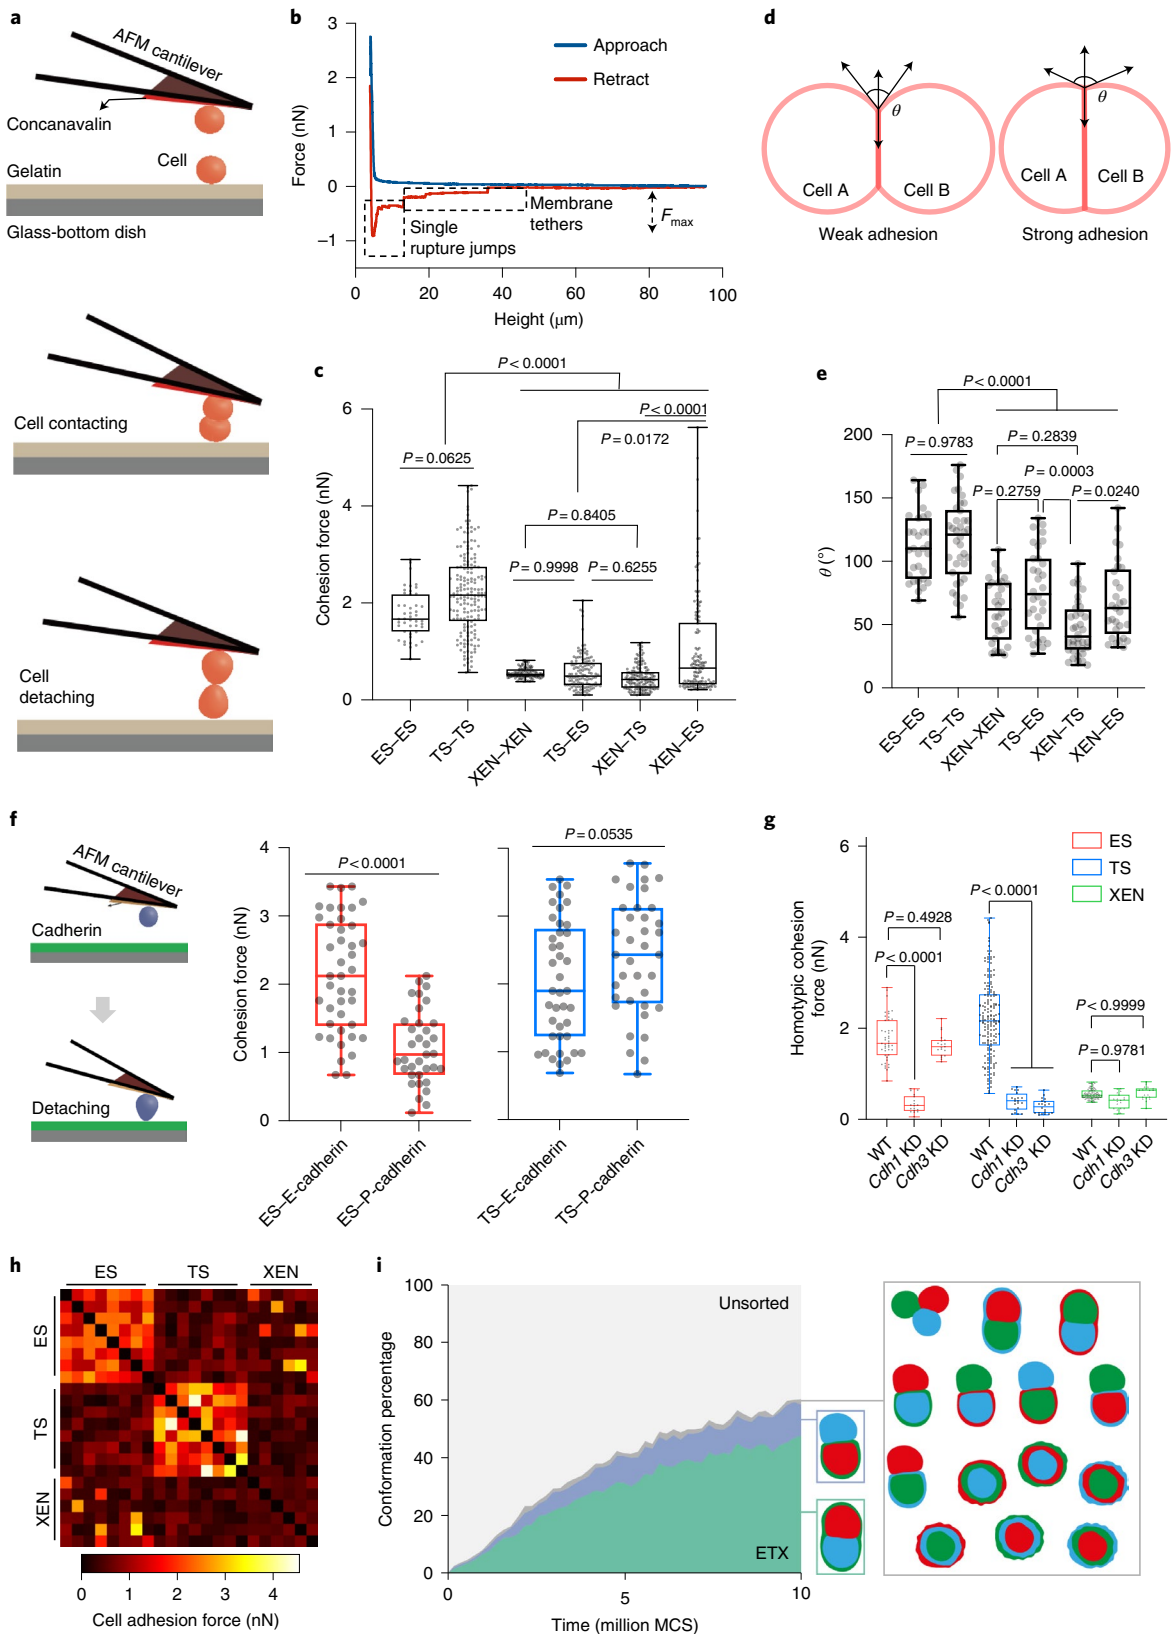 a
AFM cantilever
Concanavalin
Cell
Gelatin
Glass-bottom dish
Cell contacting
Cell
detaching
b
3
2
1
0
–1
Force (nN)
Approach
Retract
Membrane
tethers
Single
rupture jumps
Fmax
0
20
40
60
80
100
Height (μm)
c
P < 0.0001
P < 0.0001
P = 0.0172
P = 0.0625
P = 0.8405
P = 0.9998
P = 0.6255
6
4
2
0
Cohesion force (nN)
ES–ES
TS–TS
XEN–XEN
TS–ES
XEN–TS
XEN–ES
d
θ
θ
Cell A
Cell B
Cell A
Cell B
Weak adhesion
Strong adhesion
e
P < 0.0001
P = 0.9783
P = 0.2839
P = 0.0003
P = 0.2759
P = 0.0240
200
150
100
50
0
θ (°)
ES–ES
TS–TS
XEN–XEN
TS–ES
XEN–TS
XEN–ES
f
AFM cantilever
Cadherin
Detaching
4
3
2
1
0
Cohesion force (nN)
P < 0.0001
P = 0.0535
ES–E-cadherin
ES–P-cadherin
TS–E-cadherin
TS–P-cadherin
g
ES
TS
XEN
6
4
2
0
Homotypic cohesion
force (nN)
P < 0.0001
P = 0.4928
P < 0.0001
P < 0.9999
P = 0.9781
WT
Cdh1 KD
Cdh3 KD
WT
Cdh1 KD
Cdh3 KD
WT
Cdh1 KD
Cdh3 KD
h
ES
TS
XEN
ES
TS
XEN
0
1
2
3
4
Cell adhesion force (nN)
i
100
80
60
40
20
0
Conformation percentage
Unsorted
ETX
0
5
10
Time (million MCS)